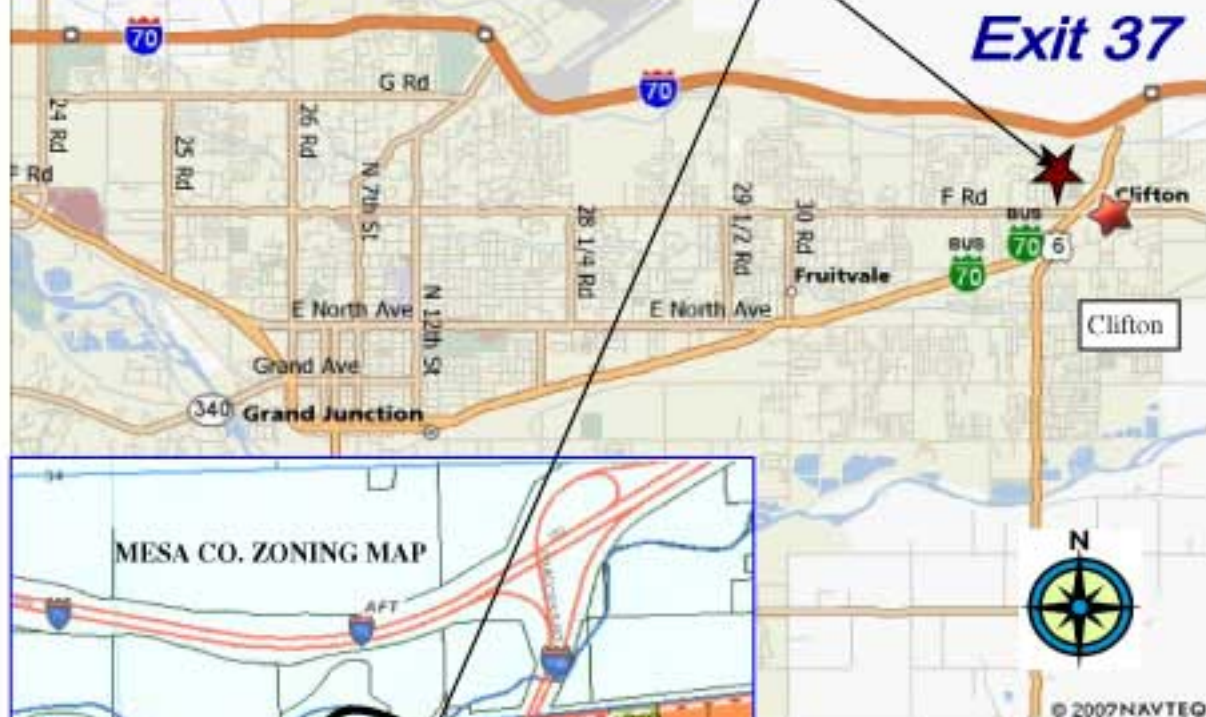 Exit 37
70
70
G Rd
24 Rd
25 Rd
26 Rd
N 7th St
F Rd
F Rd
Clifton
BUS
70
6
BUS
70
28 1/4 Rd
29 1/2 Rd
30 Rd
Fruitvale
E North Ave
N 12th St
E North Ave
Clifton
Grand Ave
340
Grand Junction
34
MESA CO. ZONING MAP
AFT
N
© 2007 NAVTEQ